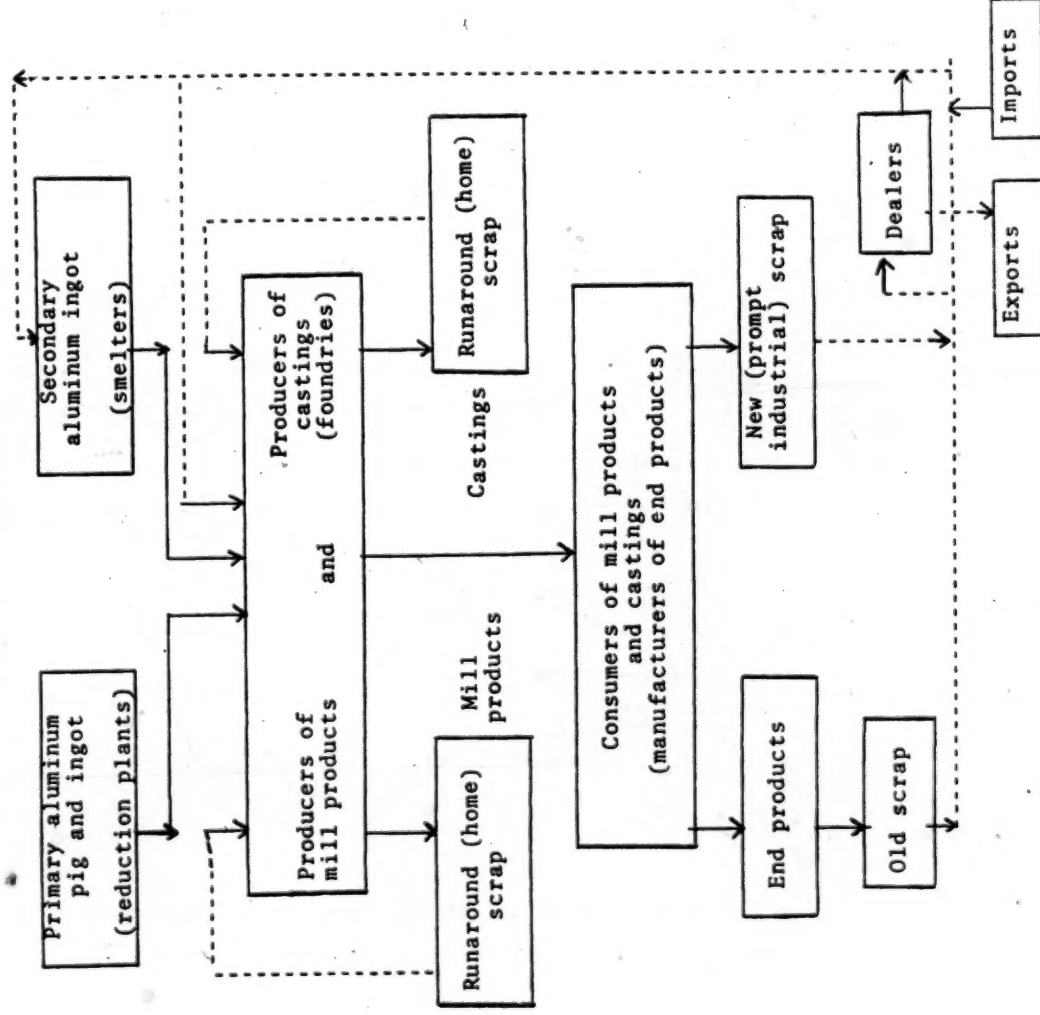 Primary aluminum
pig and ingot
(reduction plants)
Secondary
aluminum ingot
(smelters)
Producers of
mill products
and
Producers of
castings
(foundries)
Runaround (home)
scrap
Mill
products
Castings
Runaround (home)
scrap
Consumers of mill products
and castings
(manufacturers of end products)
End products
New (prompt
industrial) scrap
Old scrap
Dealers
Exports
Imports